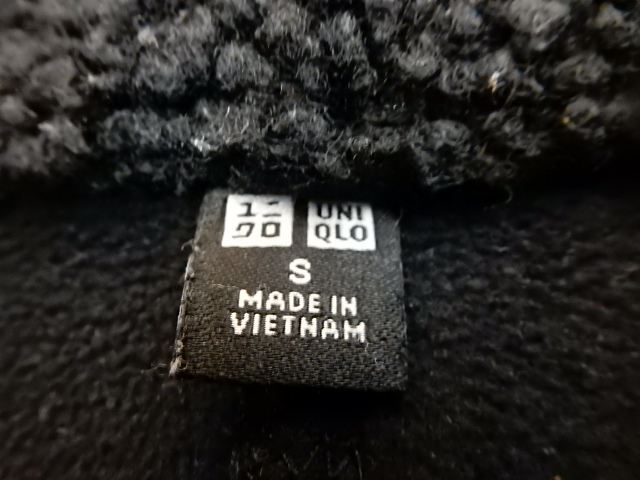 ユニ UNI
クロ QLO
S
MADE IN
VIETNAM